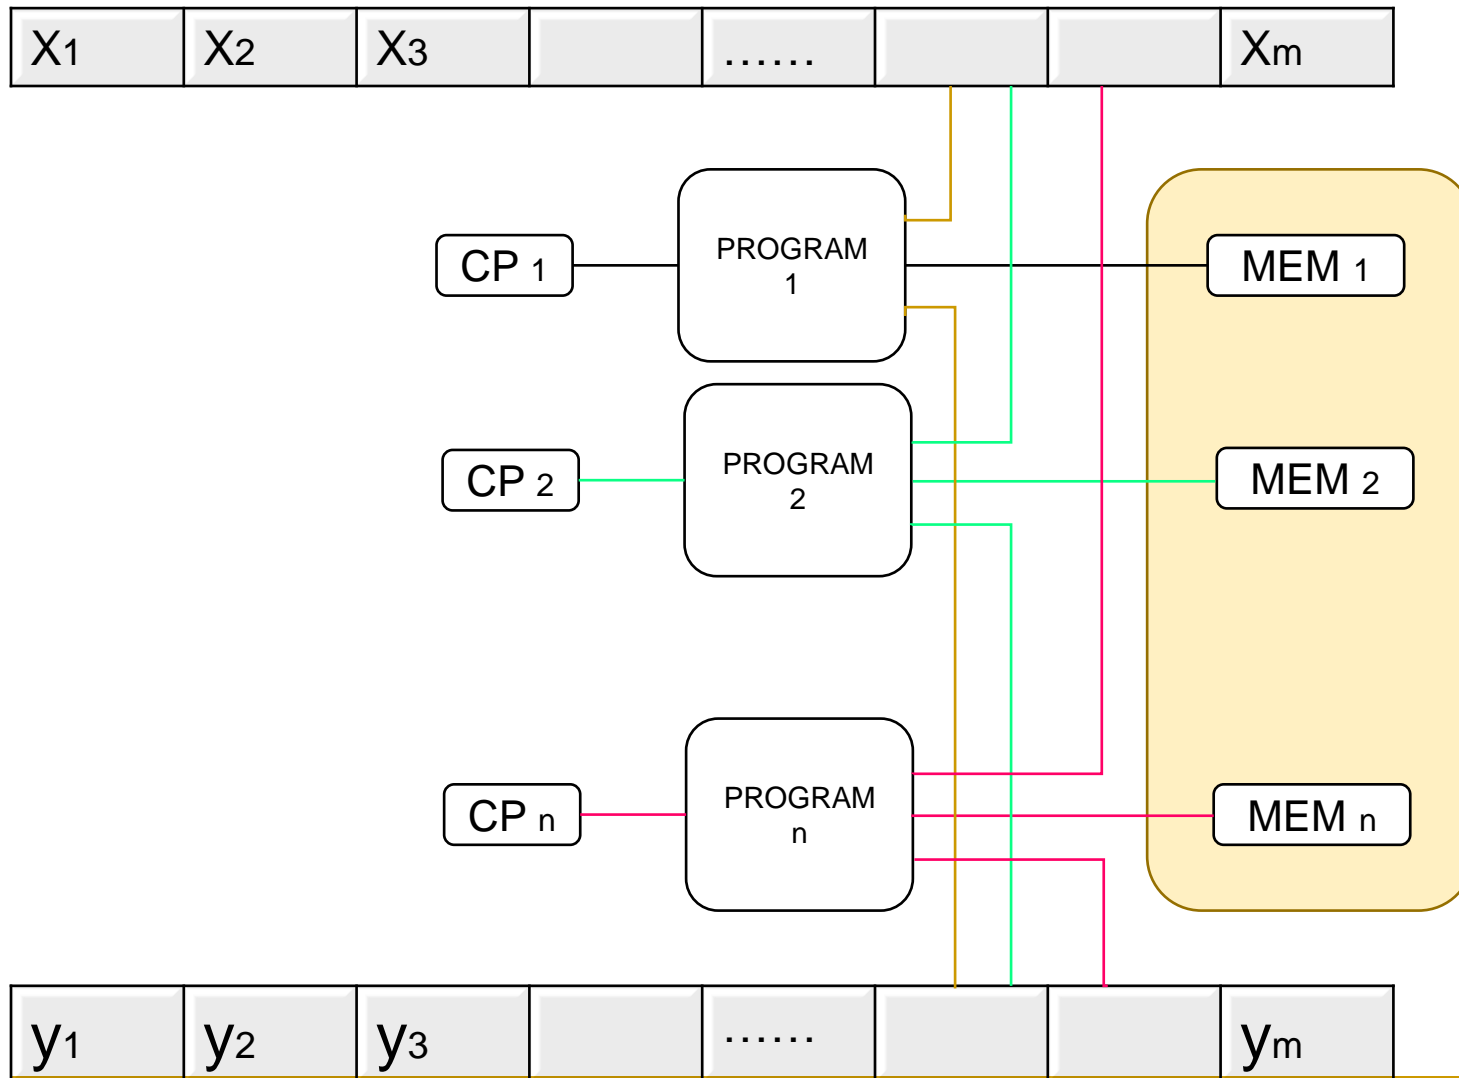 X1 X2 X3 ...... Xm
CP 1
PROGRAM
1
MEM 1
CP 2
PROGRAM
2
MEM 2
CP n
PROGRAM
n
MEM n
y1 y2 y3 ...... ym